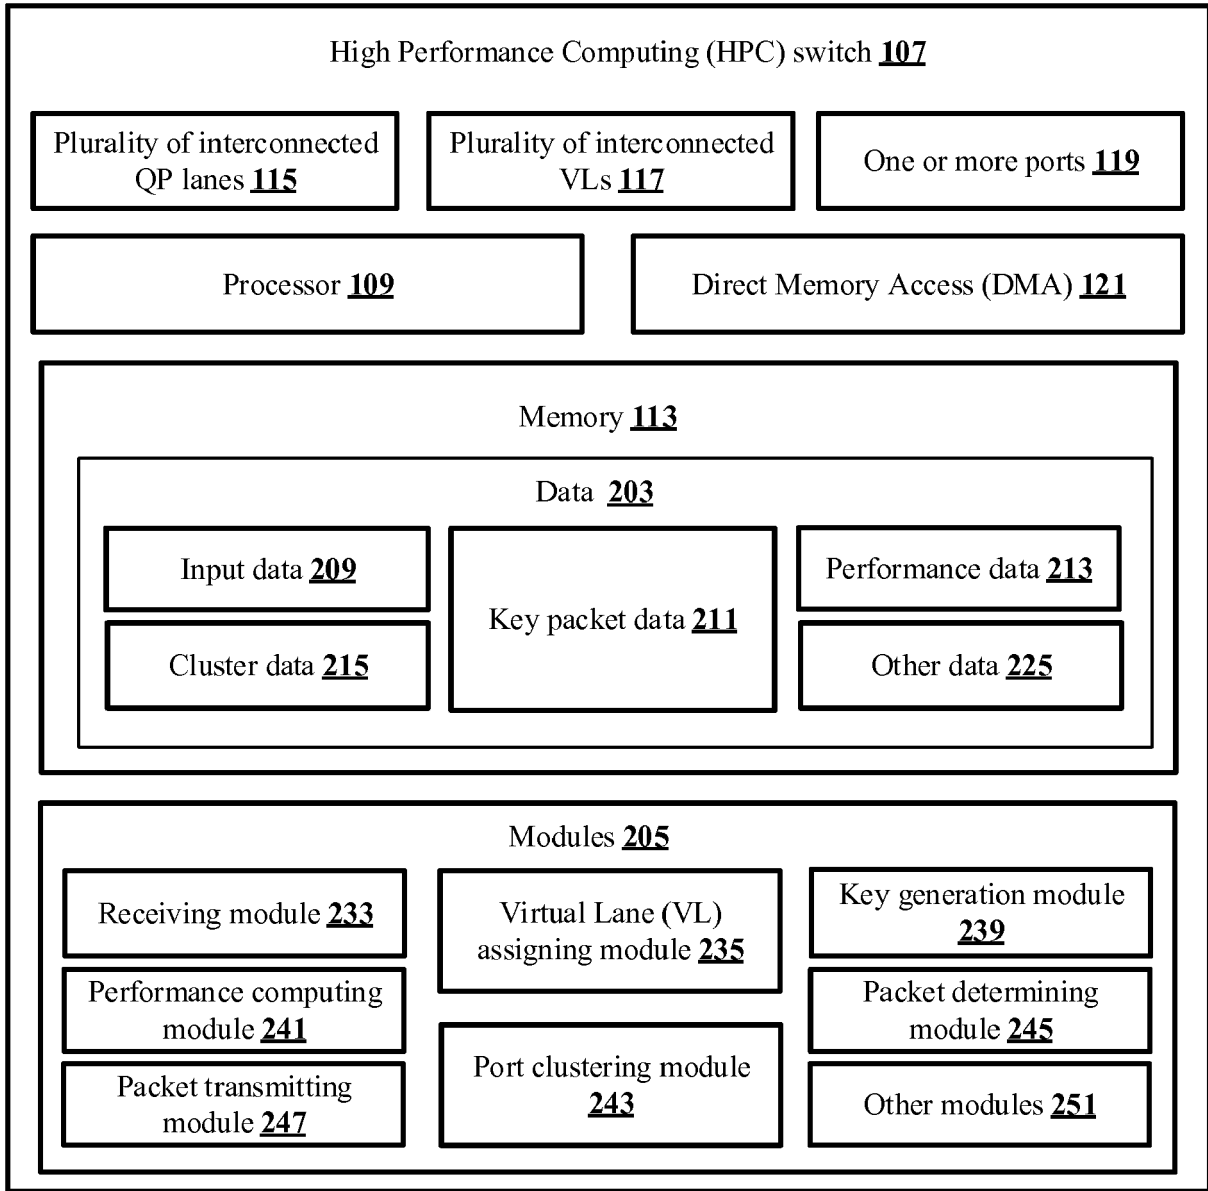 High Performance Computing (HPC) switch 107
Plurality of interconnected
QP lanes 115
Plurality of interconnected
VLs 117
One or more ports 119
Processor 109
Direct Memory Access (DMA) 121
Memory 113
Data 203
Input data 209
Key packet data 211
Performance data 213
Cluster data 215
Other data 225
Modules 205
Receiving module 233
Virtual Lane (VL)
assigning module 235
Key generation module
239
Performance computing
module 241
Packet determining
module 245
Packet transmitting
module 247
Port clustering module
243
Other modules 251